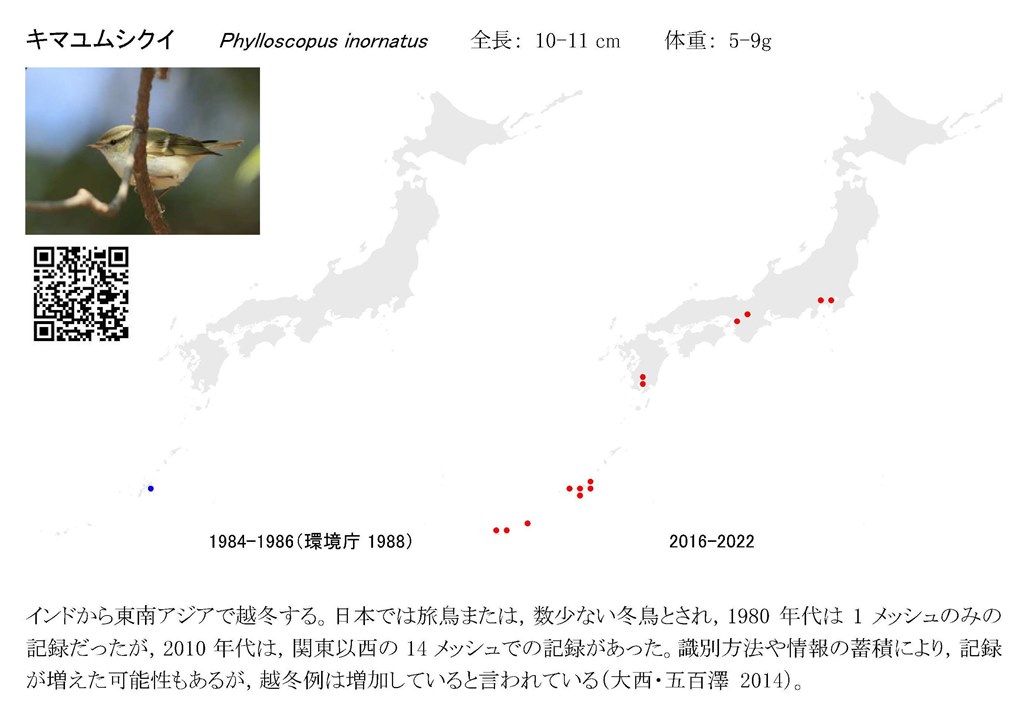 キマユムシクイ Phylloscopus inornatus 全長： 10-11 cm 体重： 5-9g
1984-1986（環境庁 1988） 2016-2022
インドから東南アジアで越冬する。日本では旅鳥または，数少ない冬鳥とされ，1980 年代は 1 メッシュのみの
記録だったが，2010 年代は，関東以西の 14 メッシュでの記録があった。識別方法や情報の蓄積により，記録
が増えた可能性もあるが，越冬例は増加していると言われている（大西・五百澤 2014）。